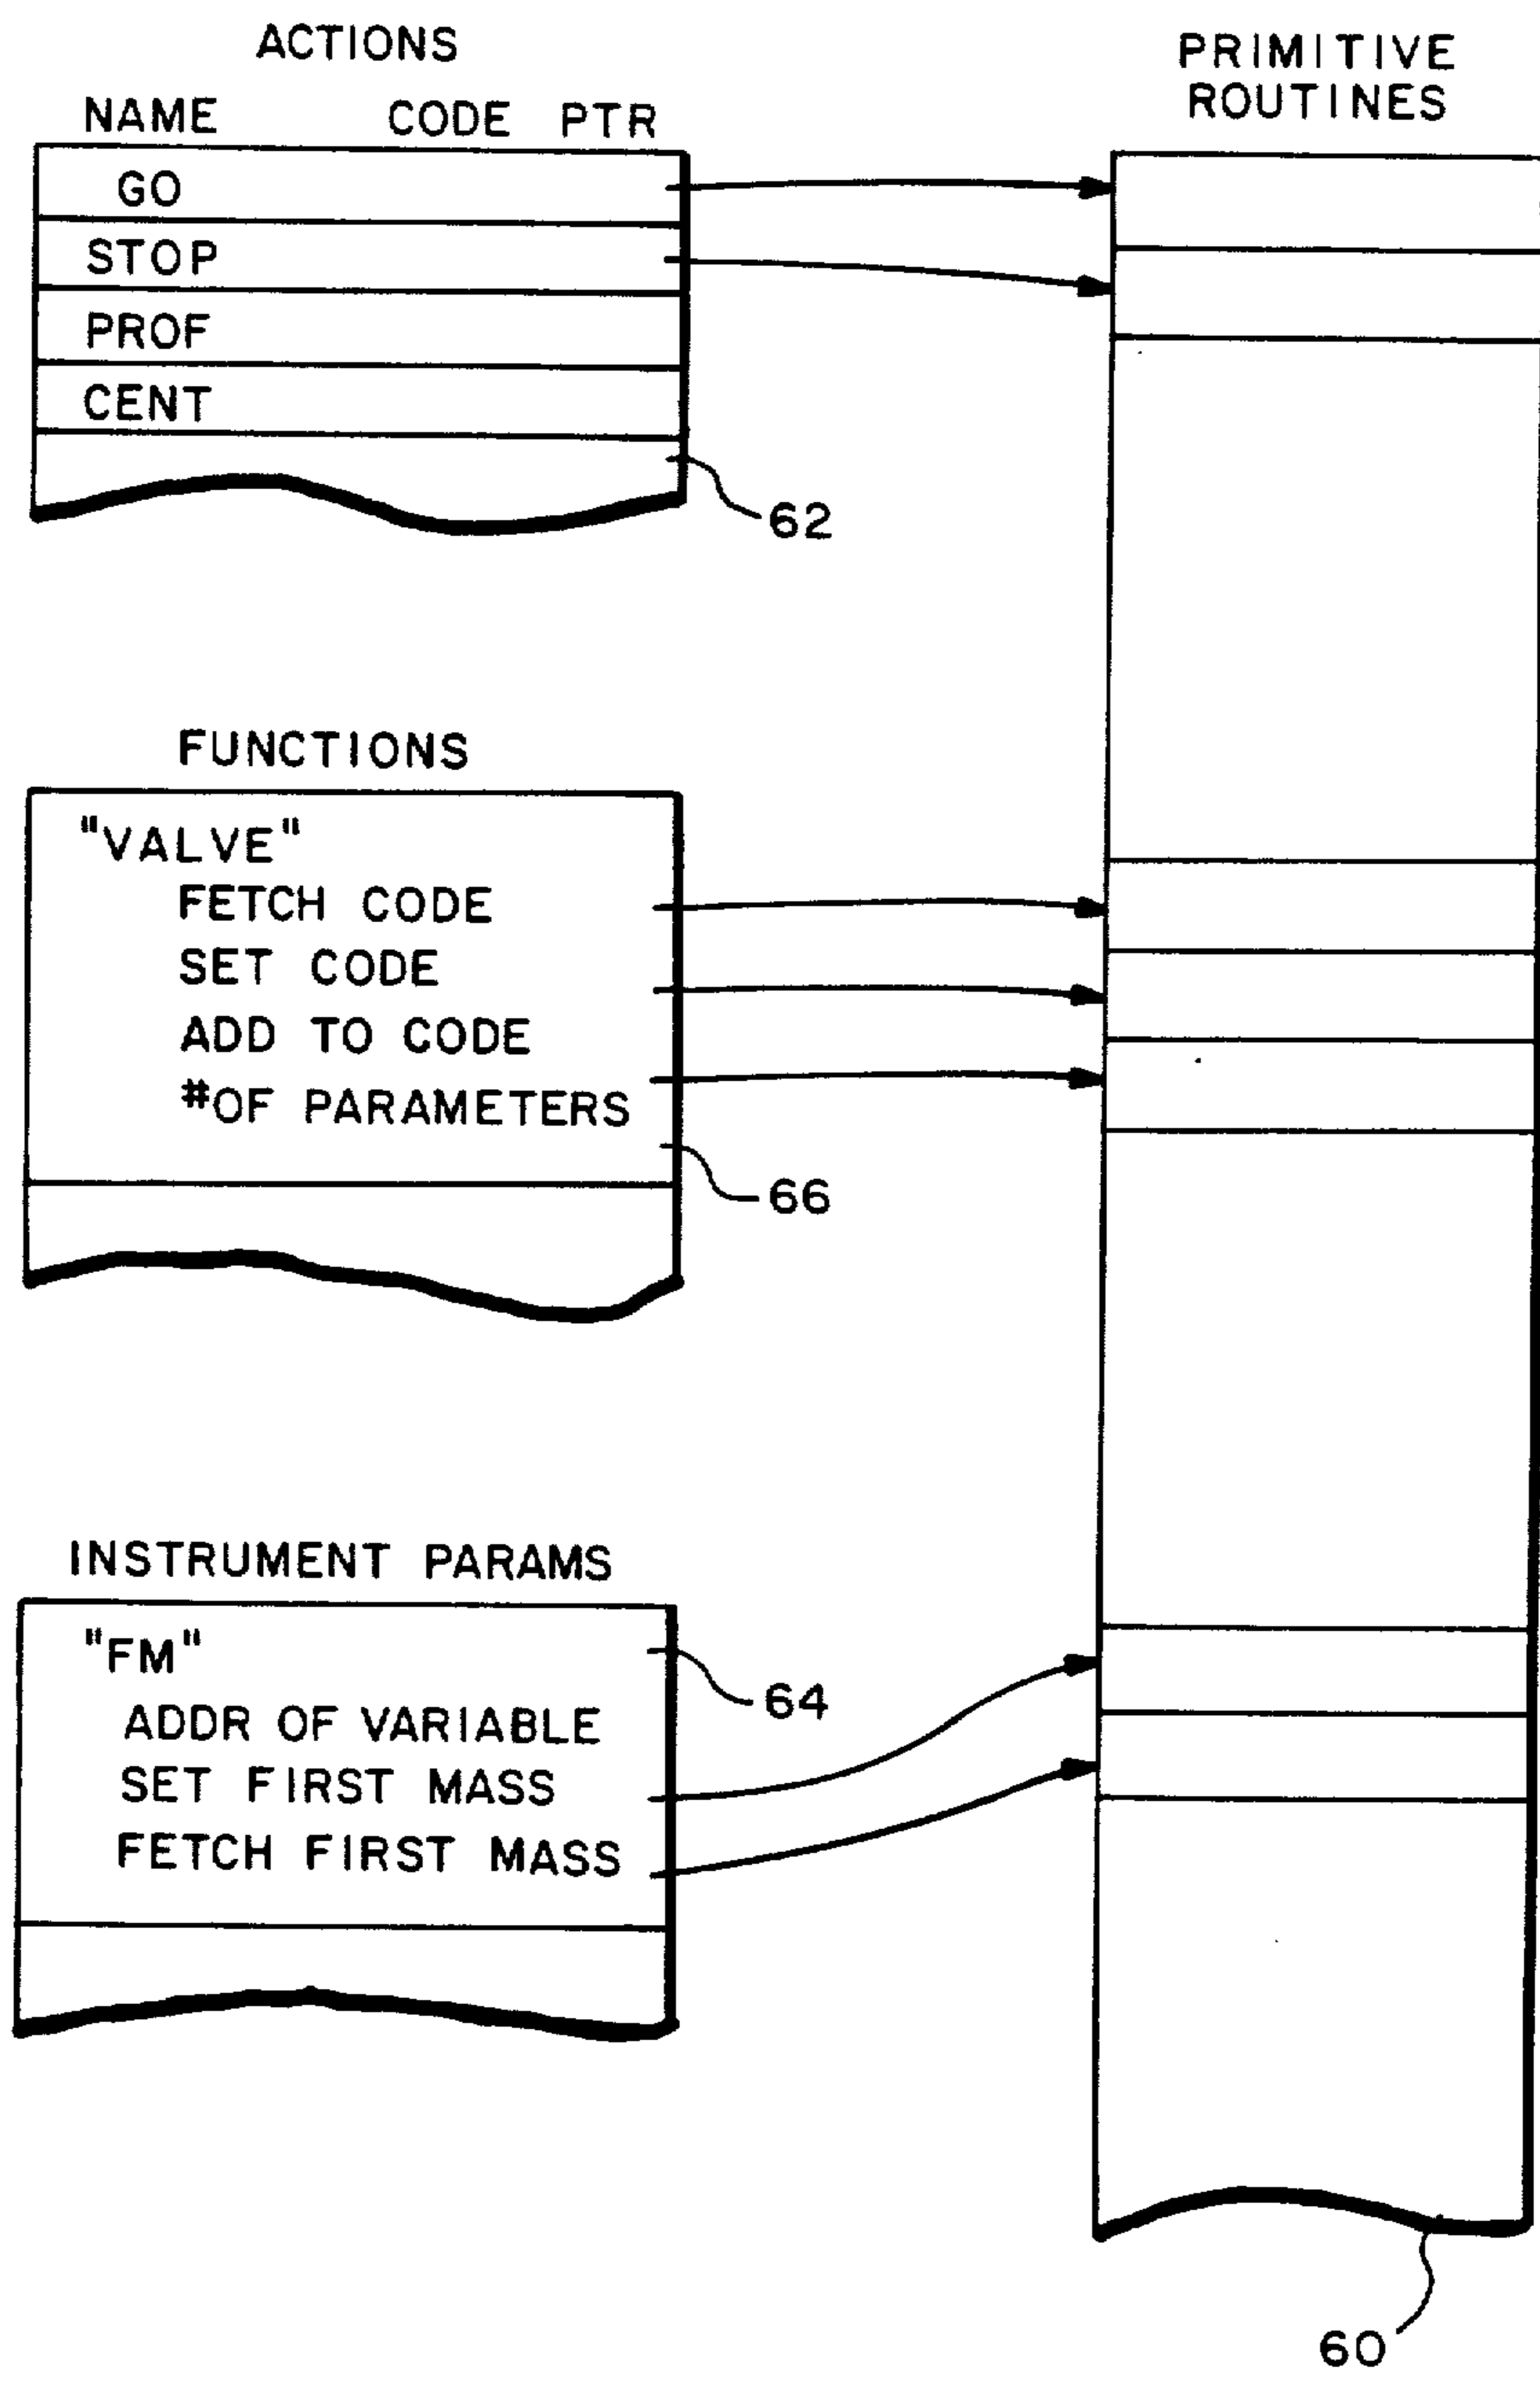 ACTIONS
NAME CODE PTR
GO
STOP
PROF
CENT
62
FUNCTIONS
"VALVE"
FETCH CODE
SET CODE
ADD TO CODE
#OF PARAMETERS
66
INSTRUMENT PARAMS
"FM"
64
ADDR OF VARIABLE
SET FIRST MASS
FETCH FIRST MASS
PRIMITIVE
ROUTINES
60